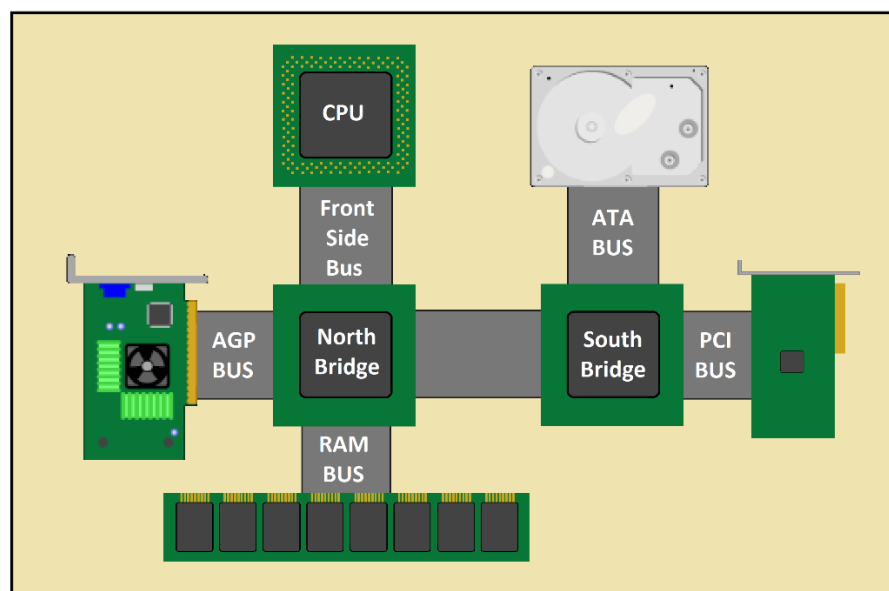 CPU
Front
Side
Bus
ATA
BUS
AGP
BUS
North
Bridge
South
Bridge
PCI
BUS
RAM
BUS